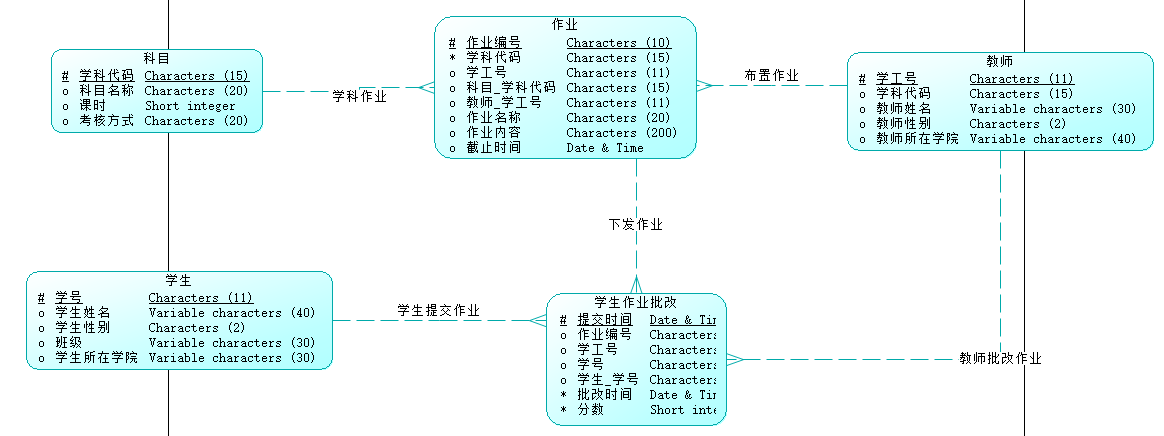 科目
# 学科代码 Characters (15)
o 科目名称 Characters (20)
o 课时 Short integer
o 考核方式 Characters (20)
学科作业
作业
# 作业编号 Characters (10)
* 学科代码 Characters (15)
o 学工号 Characters (11)
o 科目_学科代码 Characters (15)
o 教师_学工号 Characters (11)
o 作业名称 Characters (20)
o 作业内容 Characters (200)
o 截止时间 Date & Time
布置作业
教师
# 学工号 Characters (11)
o 学科代码 Characters (15)
o 教师姓名 Variable characters (30)
o 教师性别 Characters (2)
o 教师所在学院 Variable characters (40)
下发作业
学生
# 学号 Characters (11)
o 学生姓名 Variable characters (40)
o 学生性别 Characters (2)
o 班级 Variable characters (30)
o 学生所在学院 Variable characters (30)
学生提交作业
学生作业批改
# 提交时间 Date & Tim
o 作业编号 Characters
o 学工号 Characters
o 学号 Characters
o 学生_学号 Characters
* 批改时间 Date & Tim
* 分数 Short inte
教师批改作业